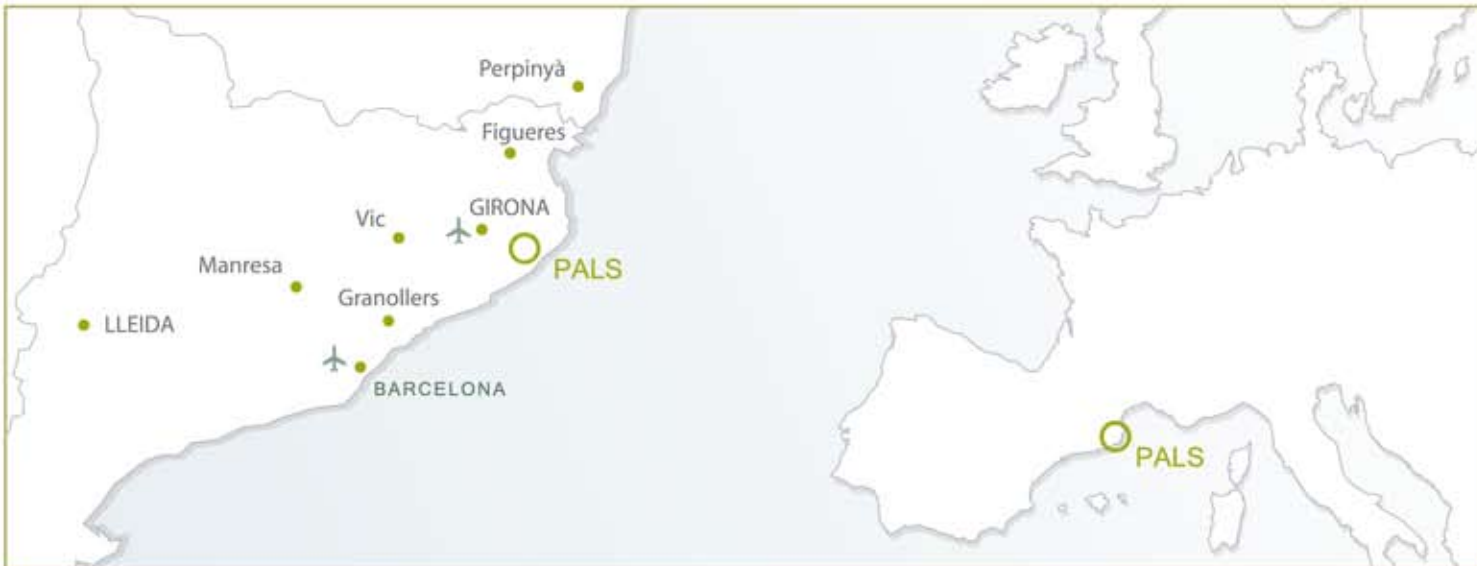 Perpinyà
Figueres
GIRONA
Vic
PALS
Manresa
Granollers
LLEIDA
BARCELONA
PALS